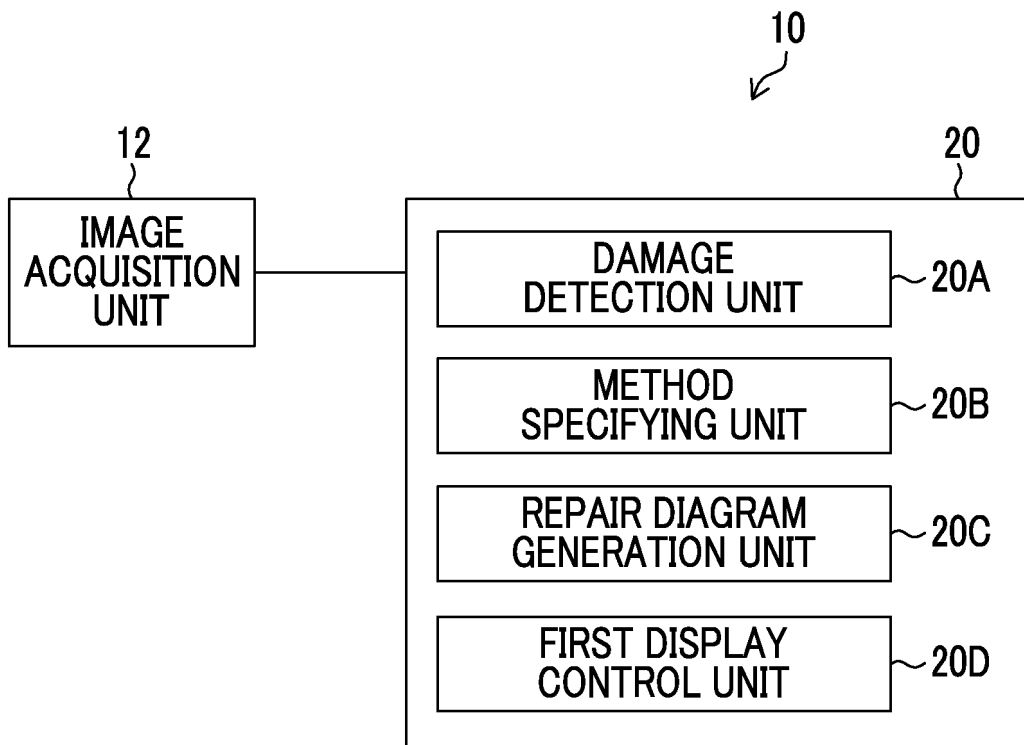 10
12
20
IMAGE
ACQUISITION
UNIT
DAMAGE
DETECTION UNIT
20A
METHOD
SPECIFYING UNIT
20B
REPAIR DIAGRAM
GENERATION UNIT
20C
FIRST DISPLAY
CONTROL UNIT
20D